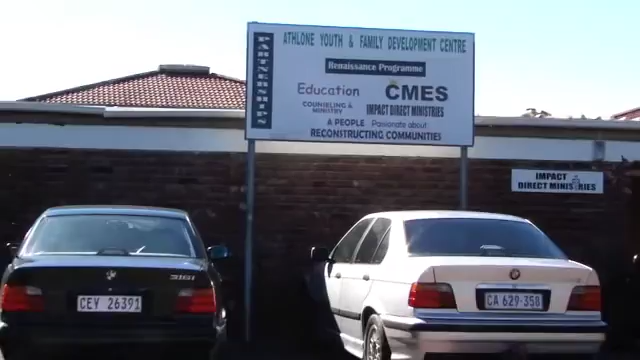 PARTNERSHIPS
ATHLONE YOUTH & FAMILY DEVELOPMENT CENTRE
Renaissance Programme
Education
CMES
COUNSELING &
MINISTRY
IMPACT DIRECT MINISTRIES
A PEOPLE Passionate about
RECONSTRUCTING COMMUNITIES
IMPACT
DIRECT MINISTRIES
318i
CEY 26391
CA 629-358